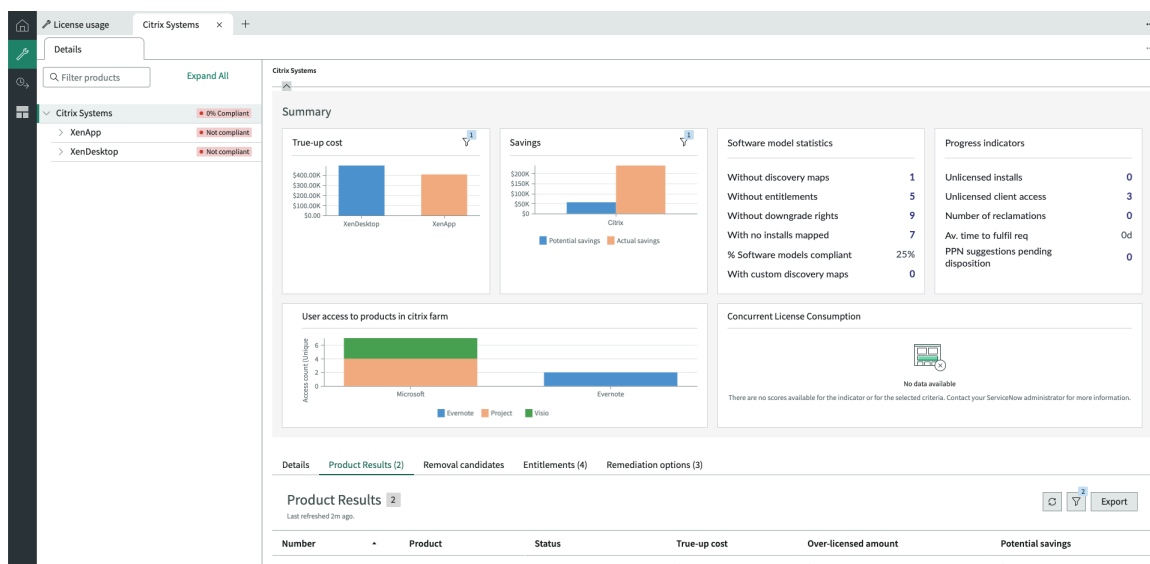 License usage
Citrix Systems × +
Details
Filter products
Expand All
Citrix Systems
0% Compliant
XenApp
Not compliant
XenDesktop
Not compliant
Citrix Systems
Summary
True-up cost
1
$400.00K
$300.00K
$200.00K
$100.00K
$0.00
XenDesktop
XenApp
Savings
1
$200K
$150K
$100K
$50K
$0
Citrix
Potential savings
Actual savings
Software model statistics
Without discovery maps 1
Without entitlements 5
Without downgrade rights 9
With no installs mapped 7
% Software models compliant 25%
With custom discovery maps 0
Progress indicators
Unlicensed installs 0
Unlicensed client access 3
Number of reclamations 0
Av. time to fulfil req 0d
PPN suggestions pending
disposition 0
User access to products in citrix farm
Access count (Unique
6
4
2
0
Microsoft
Evernote
Evernote
Project
Visio
Concurrent License Consumption
No data available
There are no scores available for the indicator or for the selected criteria. Contact your ServiceNow administrator for more information.
Details
Product Results (2)
Removal candidates
Entitlements (4)
Remediation options (3)
Product Results 2
Last refreshed 2m ago.
2
Export
Number
Product
Status
True-up cost
Over-licensed amount
Potential savings